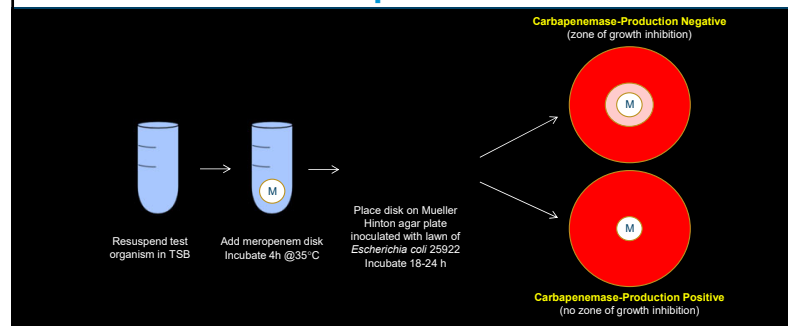 Carbapenemase-Production Negative
(zone of growth inhibition)
M
M
M
Resuspend test
organism in TSB
Add meropenem disk
Incubate 4h @35°C
Place disk on Mueller
Hinton agar plate
inoculated with lawn of
Escherichia coli 25922
Incubate 18-24 h
Carbapenemase-Production Positive
(no zone of growth inhibition)